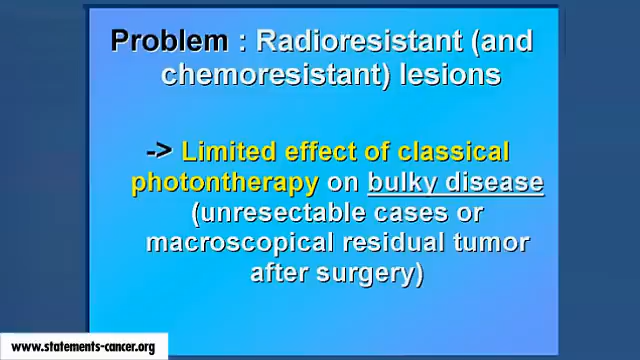 Problem : Radioresistant (and
chemoresistant) lesions
-> Limited effect of classical
photontherapy on bulky disease
(unresectable cases or
macroscopical residual tumor
after surgery)
www.statements-cancer.org